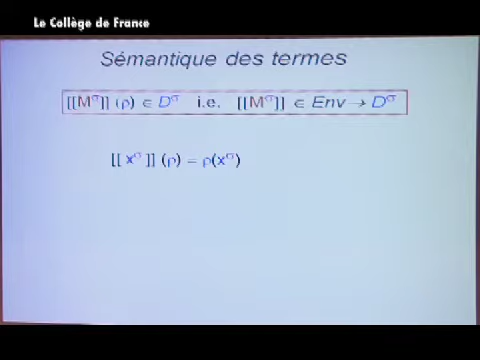 Le Collège de France
Sémantique des termes
[[M^σ]] (ρ) ∈ D^σ i.e. [[M^σ]] ∈ Env → D^σ
[[ x^σ ]] (ρ) = ρ(x^σ)